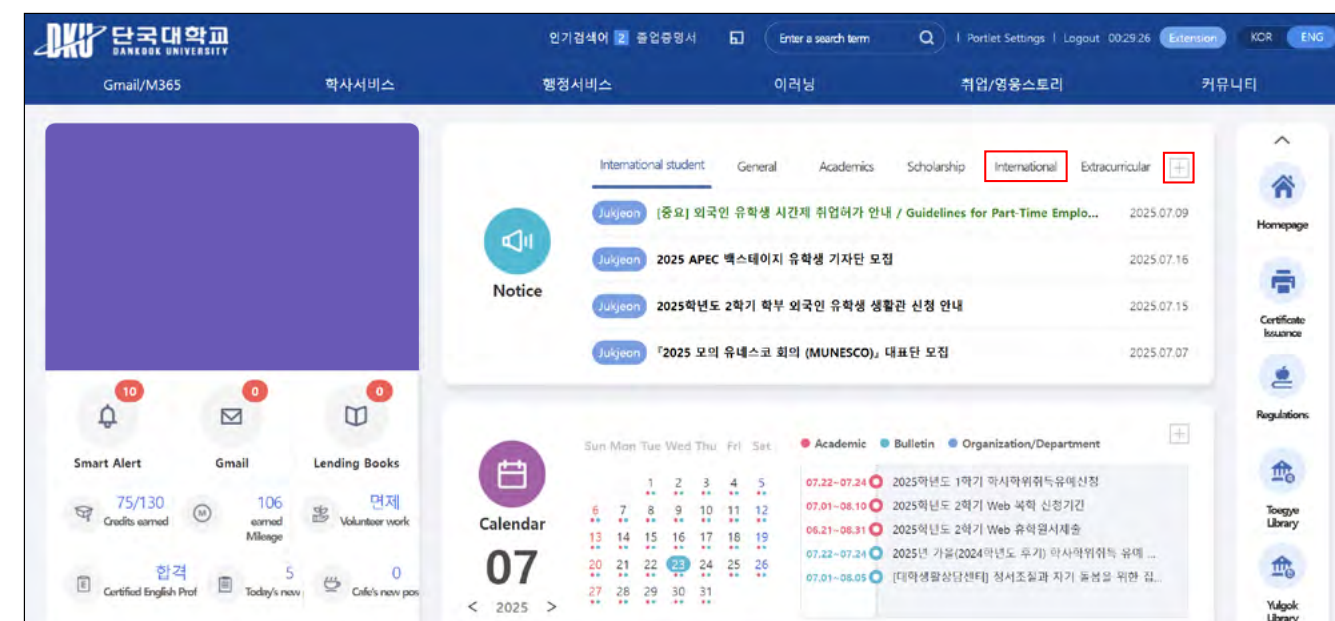 DKU 단국대학교
DANKOOK UNIVERSITY
인기검색어 2 졸업증명서
Enter a search term
| Portlet Settings | Logout 00:29:26 Extension KOR ENG
Gmail/M365 학사서비스 행정서비스 이러닝 취업/영웅스토리 커뮤니티
International student General Academics Scholarship International Extracurricular
Notice
Jukjeon [중요] 외국인 유학생 시간제 취업허가 안내 / Guidelines for Part-Time Emplo... 2025.07.09
Jukjeon 2025 APEC 백스테이지 유학생 기자단 모집 2025.07.16
Jukjeon 2025학년도 2학기 학부 외국인 유학생 생활관 신청 안내 2025.07.15
Jukjeon 『2025 모의 유네스코 회의 (MUNESCO)』 대표단 모집 2025.07.07
10 0 0
Smart Alert Gmail Lending Books
75/130
Credits earned
M
106
earned
Mileage
면제
Volunteer work
합격
Certified English Prof
5
Today's new
0
Cafe's new pos
Calendar
07
< 2025 >
Sun Mon Tue Wed Thu Fri Sat
1 2 3 4 5
6 7 8 9 10 11 12
13 14 15 16 17 18 19
20 21 22 23 24 25 26
27 28 29 30 31
Academic Bulletin Organization/Department
07.22~07.24 2025학년도 1학기 학사학위취득유예신청
07.01~08.10 2025학년도 2학기 Web 복학 신청기간
06.21~08.31 2025학년도 2학기 Web 휴학원서제출
07.22~07.24 2025년 가을(2024학년도 후기) 학사학위취득 유예 ...
07.01~08.05 [대학생활상담센터] 정서조절과 자기 돌봄을 위한 집...
Homepage
Certificate
Issuance
Regulations
Toegye
Library
Yulgok
Library